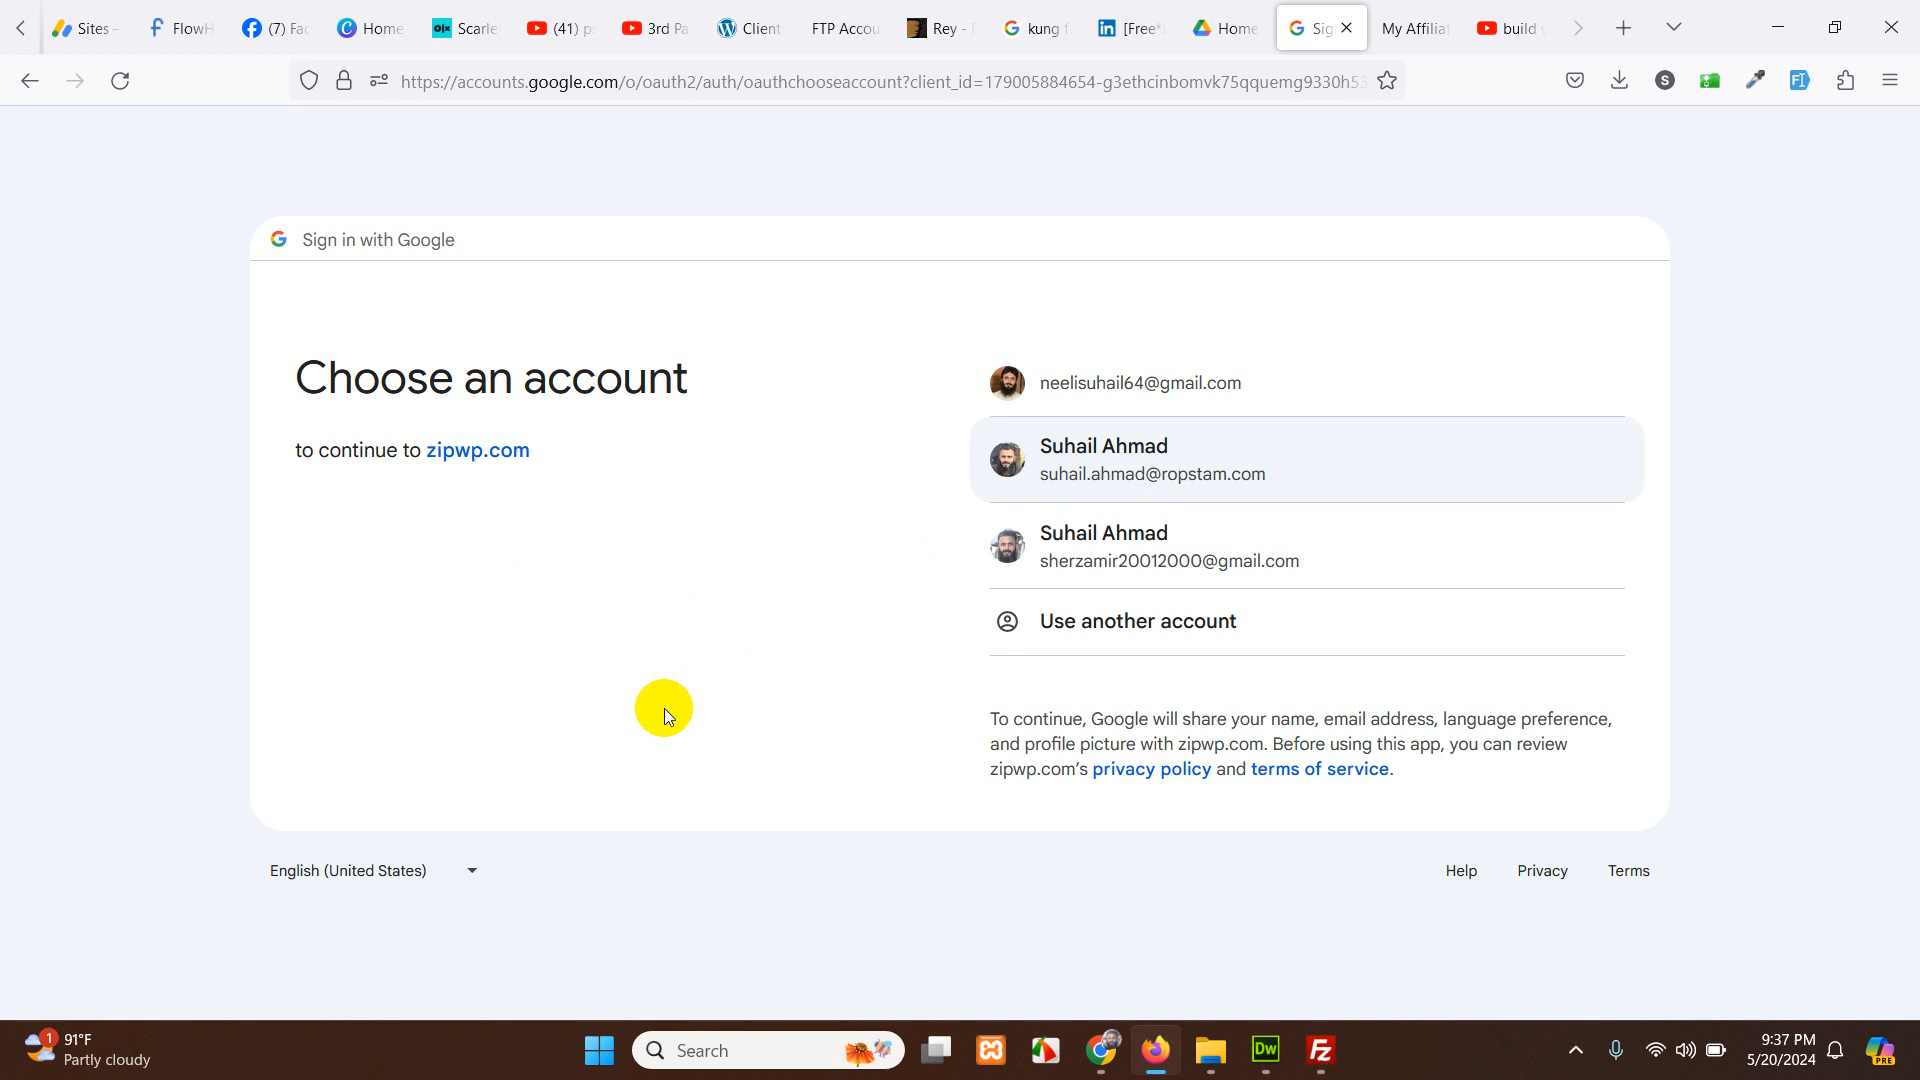 Sites -
FlowH
(7) Fac
Home
Scarle
(41) p
3rd Pa
Client
FTP Accou
Rey -
kung f
[Free*
Home
Sig
My Affiliat
build
https://accounts.google.com/o/oauth2/auth/oauthchooseaccount?client_id=179005884654-g3ethcinbomvk75qquemg9330h53
Sign in with Google
Choose an account
to continue to zipwp.com
neelisuhail64@gmail.com
Suhail Ahmad
suhail.ahmad@ropstam.com
Suhail Ahmad
sherzamir20012000@gmail.com
Use another account
To continue, Google will share your name, email address, language preference,
and profile picture with zipwp.com. Before using this app, you can review
zipwp.com's privacy policy and terms of service.
English (United States)
Help
Privacy
Terms
1
91°F
Partly cloudy
Search
Dw
Fz
9:37 PM
5/20/2024
PRE